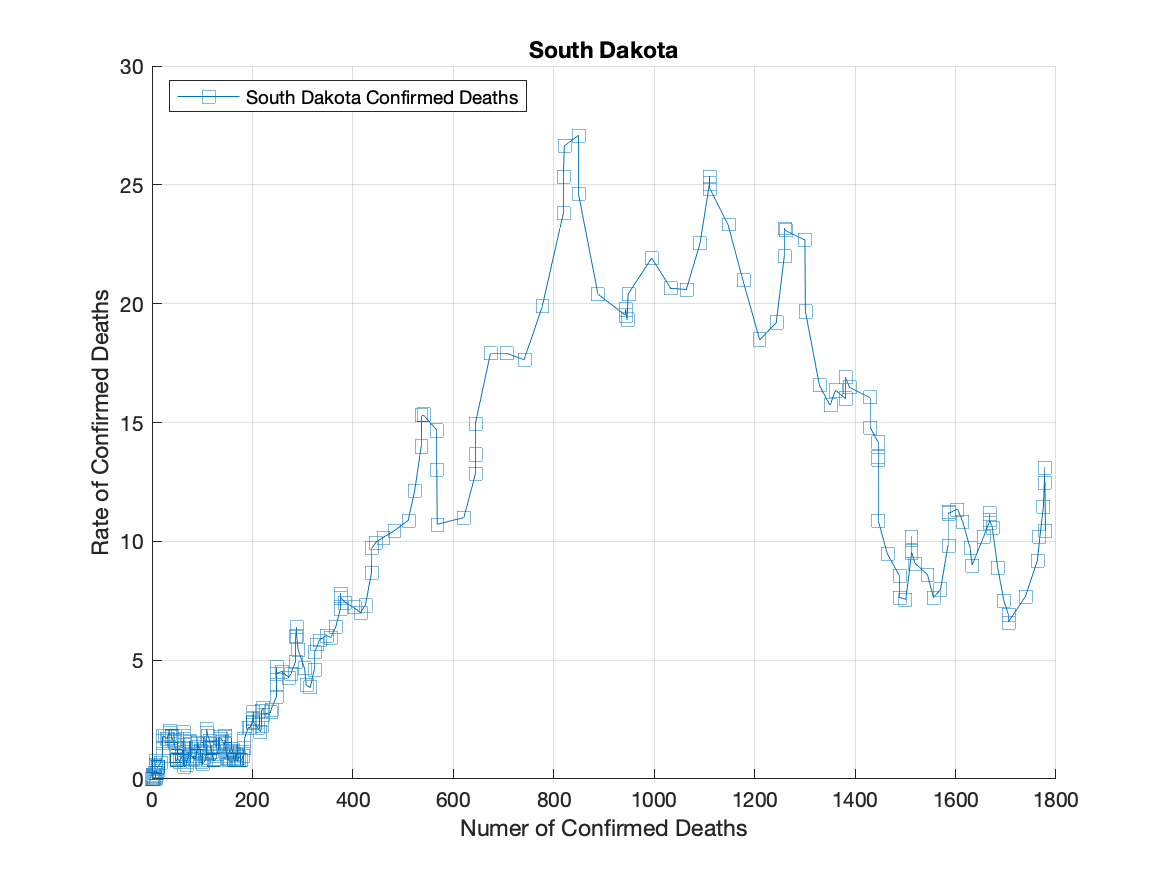 South Dakota
South Dakota Confirmed Deaths
30
25
20
15
10
5
0
Rate of Confirmed Deaths
0 200 400 600 800 1000 1200 1400 1600 1800
Numer of Confirmed Deaths